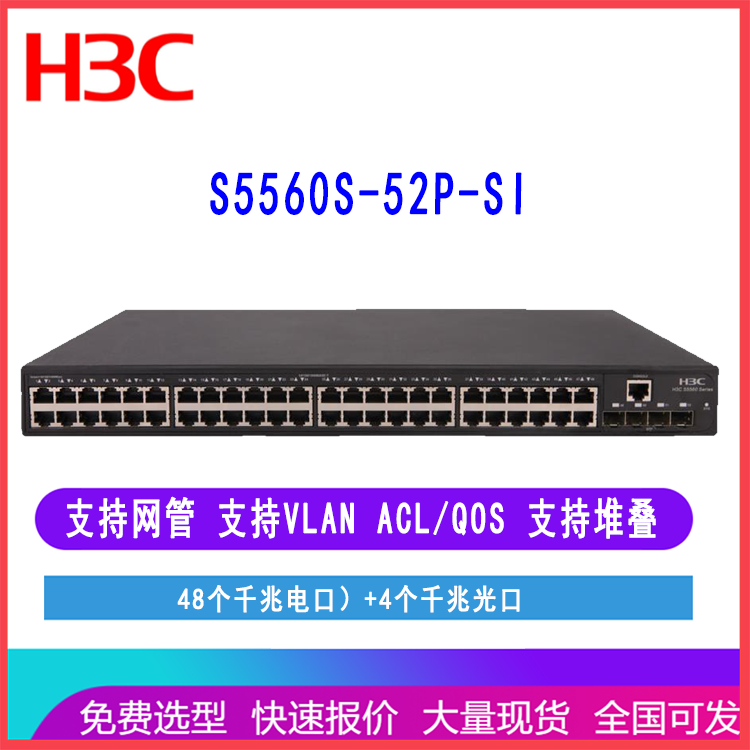 H3C
S5560S-52P-SI
H3C
支持网管 支持VLAN ACL/QOS 支持堆叠
48个千兆电口）+4个千兆光口
免费选型 快速报价 大量现货 全国可发